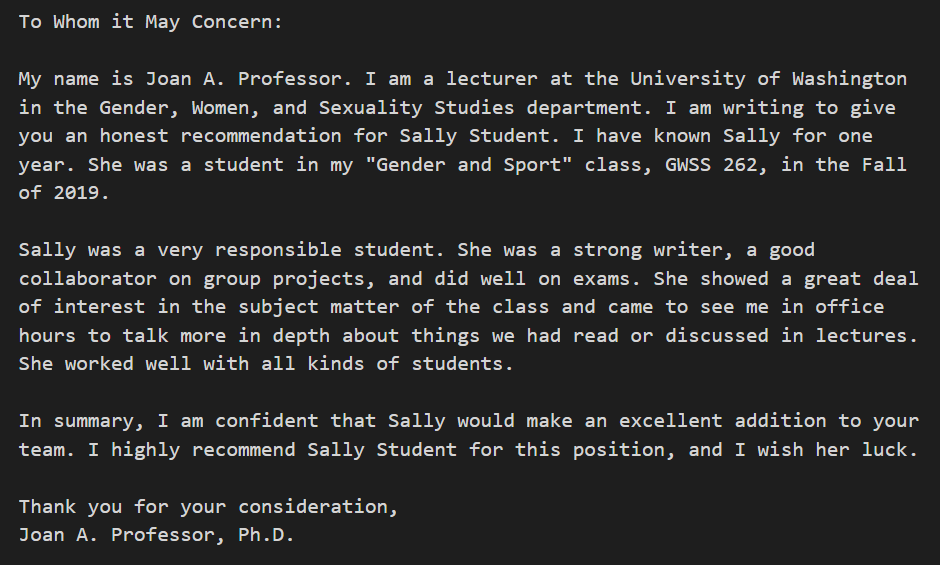 To Whom it May Concern:
My name is Joan A. Professor. I am a lecturer at the University of Washington
in the Gender, Women, and Sexuality Studies department. I am writing to give
you an honest recommendation for Sally Student. I have known Sally for one
year. She was a student in my "Gender and Sport" class, GWSS 262, in the Fall
of 2019.
Sally was a very responsible student. She was a strong writer, a good
collaborator on group projects, and did well on exams. She showed a great deal
of interest in the subject matter of the class and came to see me in office
hours to talk more in depth about things we had read or discussed in lectures.
She worked well with all kinds of students.
In summary, I am confident that Sally would make an excellent addition to your
team. I highly recommend Sally Student for this position, and I wish her luck.
Thank you for your consideration,
Joan A. Professor, Ph.D.